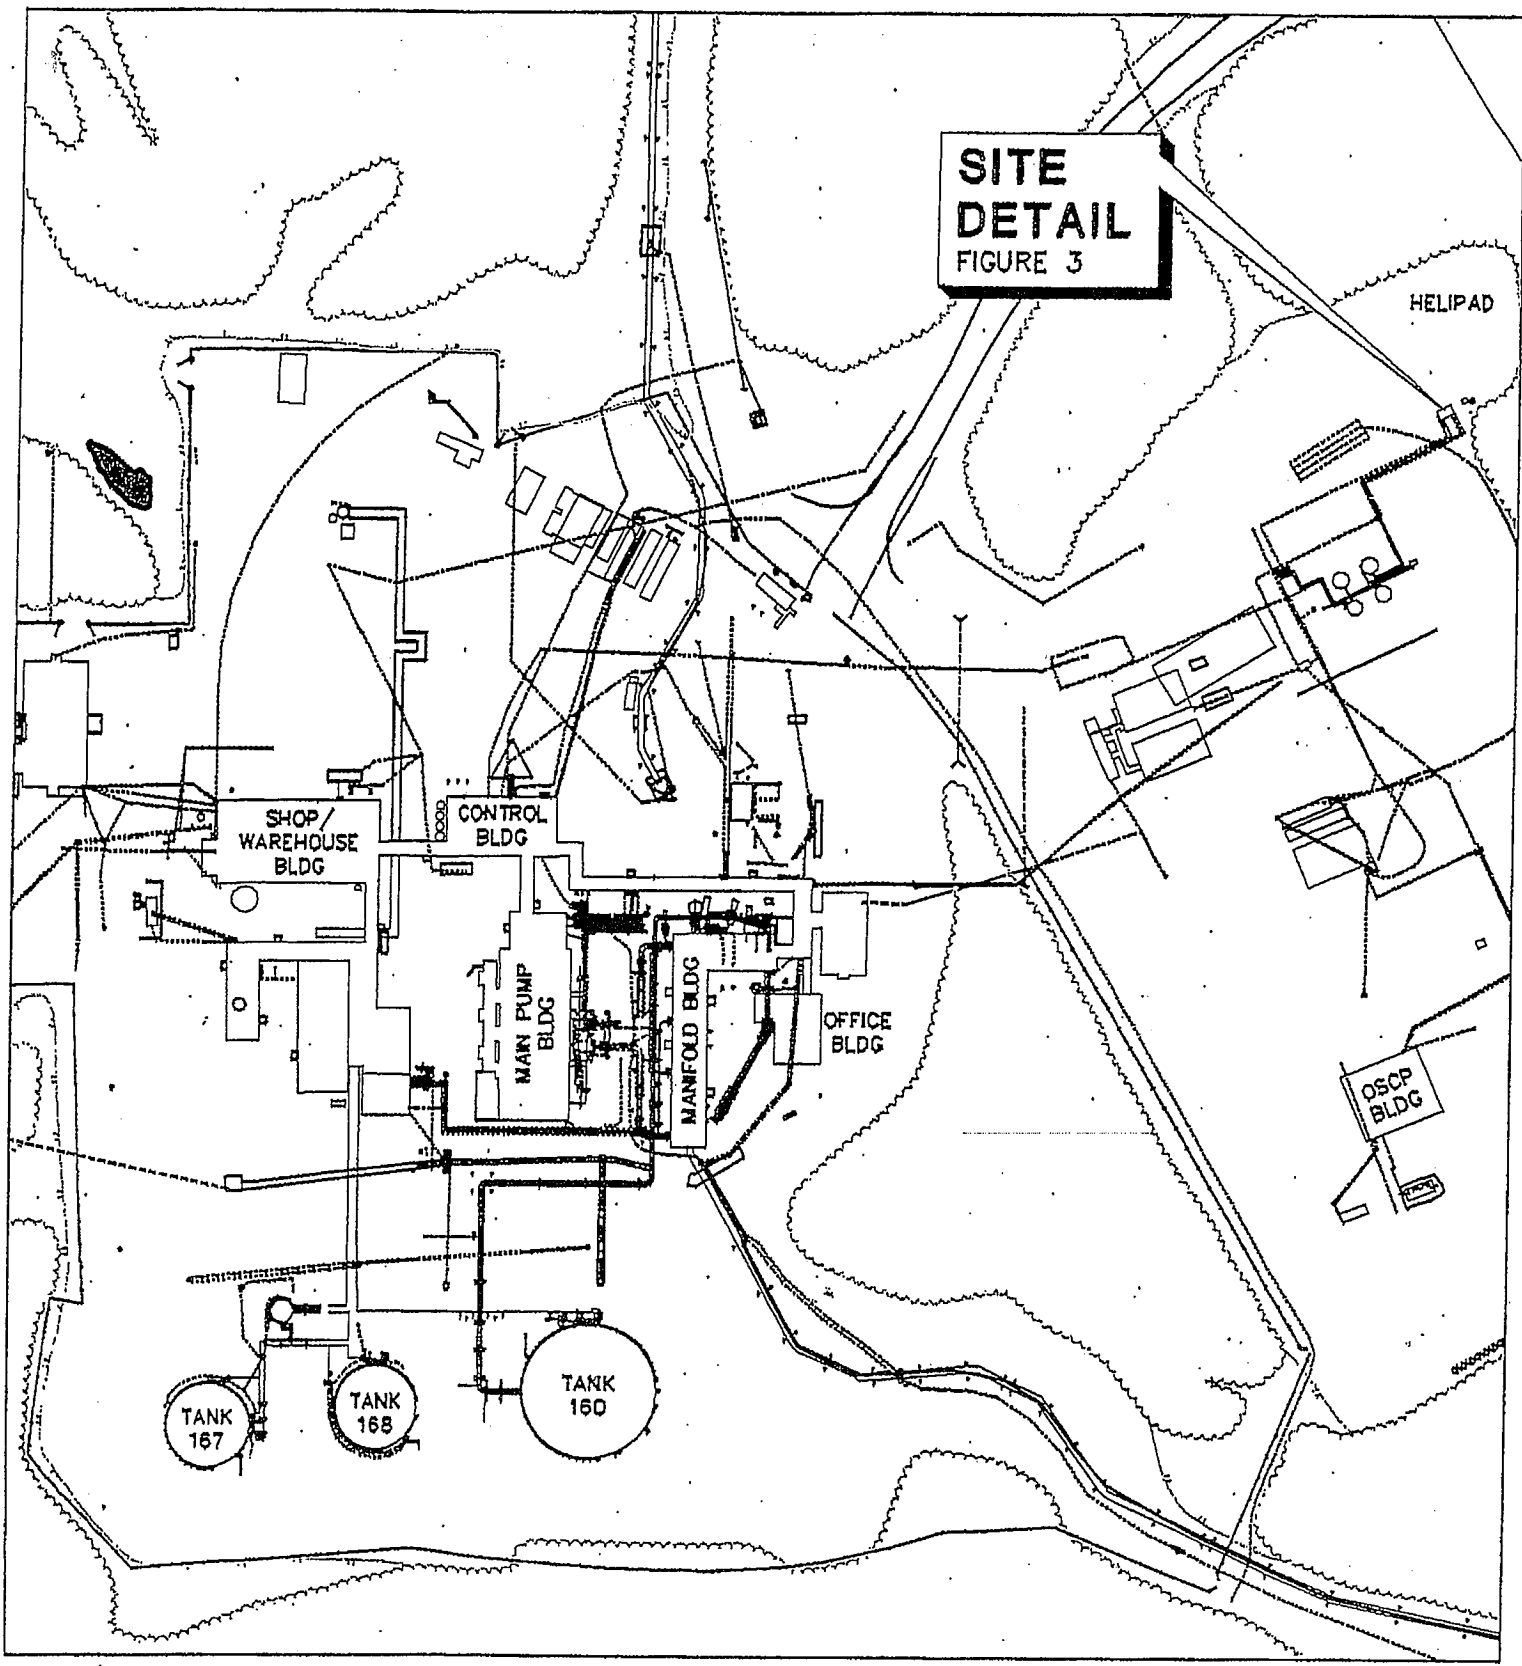 SITE
DETAIL
FIGURE 3
HELIPAD
SHOP/
WAREHOUSE
BLDG
CONTROL
BLDG
MAIN PUMP
BLDG
MANIFOLD BLDG
OFFICE
BLDG
OSCP
BLDG
TANK
167
TANK
168
TANK
160